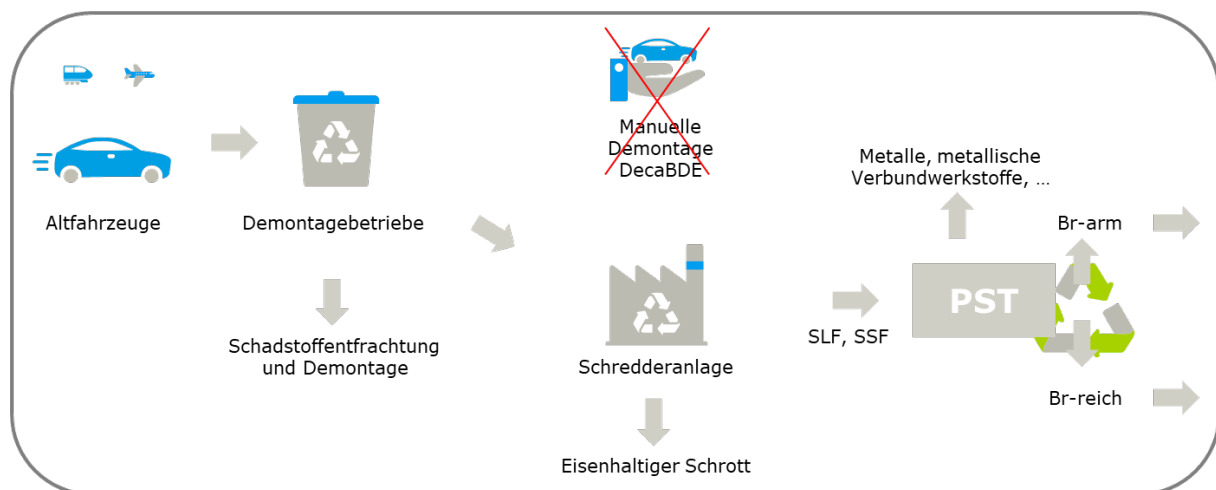 Manuelle
Demontage
DecaBDE
Metalle, metallische
Verbundwerkstoffe, ...
Altfahrzeuge
Demontagebetriebe
Br-arm
PST
SLF, SSF
Schadstoffentfrachtung
und Demontage
Schredderanlage
Br-reich
Eisenhaltiger Schrott